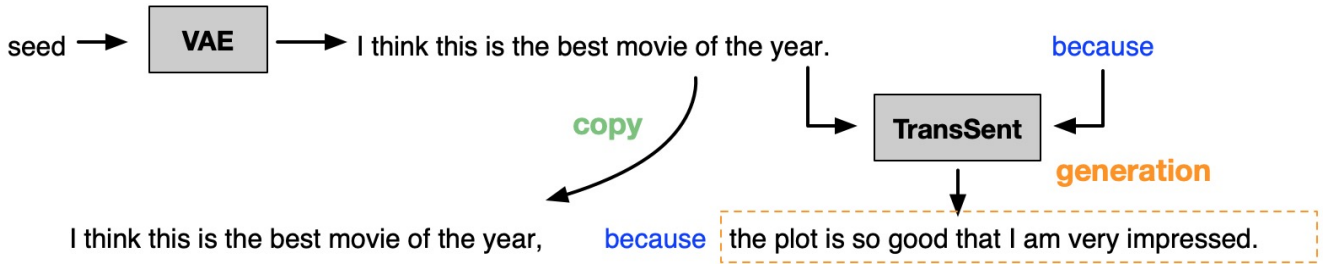 seed VAE I think this is the best movie of the year. because
copy TransSent
generation
I think this is the best movie of the year, because the plot is so good that I am very impressed.